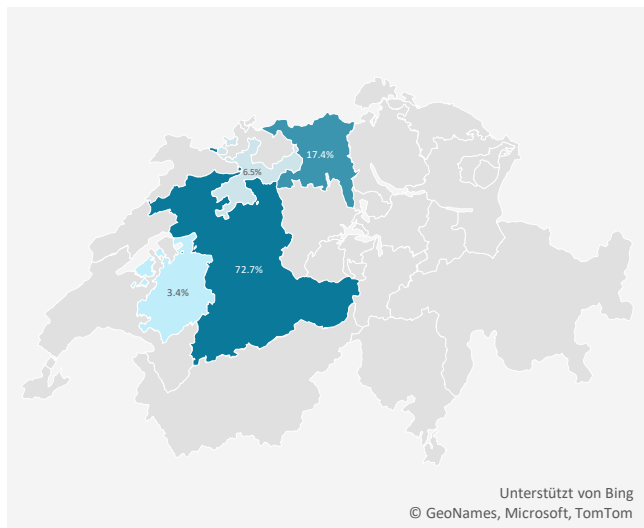 17.4%
6.5%
72.7%
3.4%
Unterstützt von Bing
© GeoNames, Microsoft, TomTom